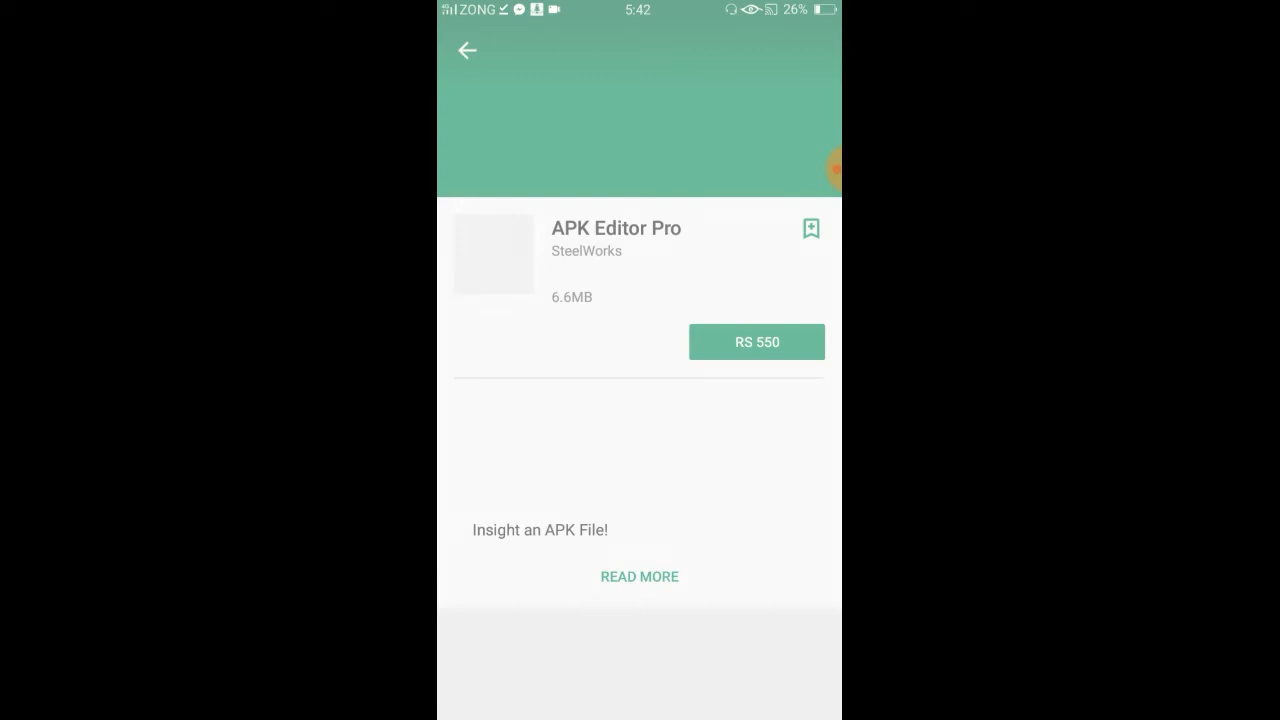 ZONG 5:42 26%
APK Editor Pro
SteelWorks
6.6MB
RS 550
Insight an APK File!
READ MORE